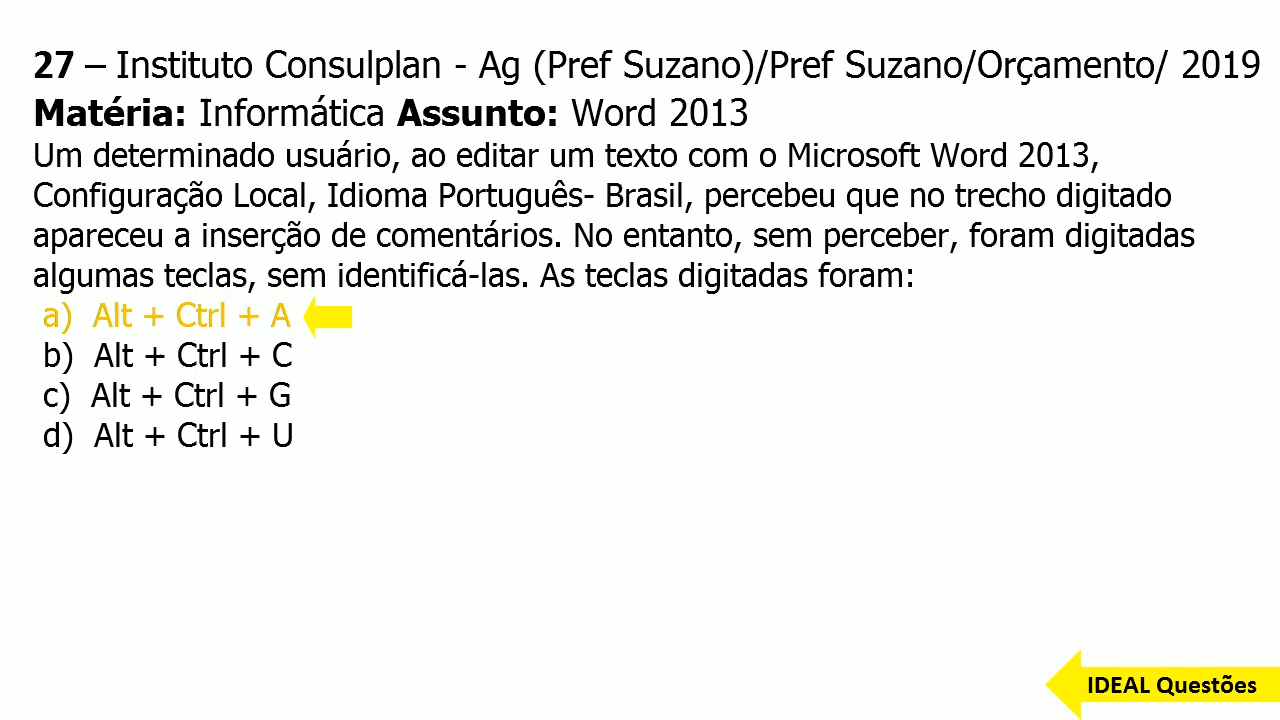 27 – Instituto Consulplan - Ag (Pref Suzano)/Pref Suzano/Orçamento/ 2019
Matéria: Informática Assunto: Word 2013
Um determinado usuário, ao editar um texto com o Microsoft Word 2013,
Configuração Local, Idioma Português- Brasil, percebeu que no trecho digitado
apareceu a inserção de comentários. No entanto, sem perceber, foram digitadas
algumas teclas, sem identificá-las. As teclas digitadas foram:
a) Alt + Ctrl + A
b) Alt + Ctrl + C
c) Alt + Ctrl + G
d) Alt + Ctrl + U
IDEAL Questões